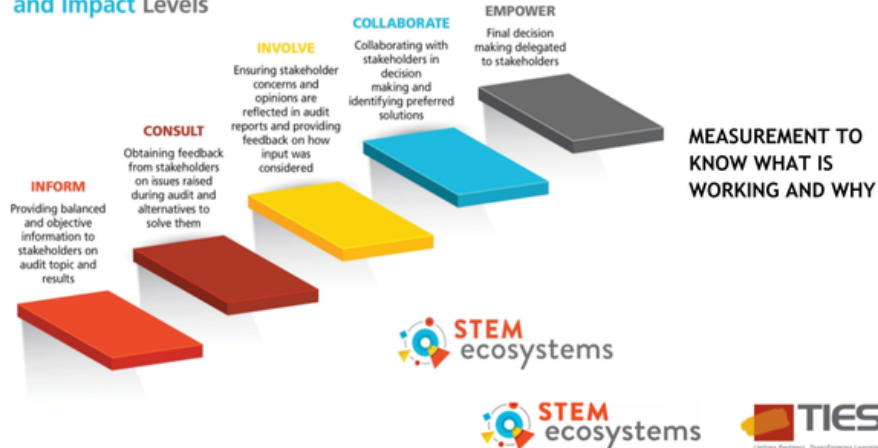 and Impact Levels
EMPOWER
Final decision
making delegated
to stakeholders
COLLABORATE
Collaborating with
stakeholders in
decision
making and
identifying preferred
solutions
INVOLVE
Ensuring stakeholder
concerns and
opinions are
reflected in audit
reports and providing
feedback on how
input was
considered
CONSULT
Obtaining feedback
from stakeholders
on issues raised
during audit and
alternatives to
solve them
INFORM
Providing balanced
and objective
information to
stakeholders on
audit topic and
results
MEASUREMENT TO
KNOW WHAT IS
WORKING AND WHY
STEM
ecosystems
STEM
ecosystems
TIES